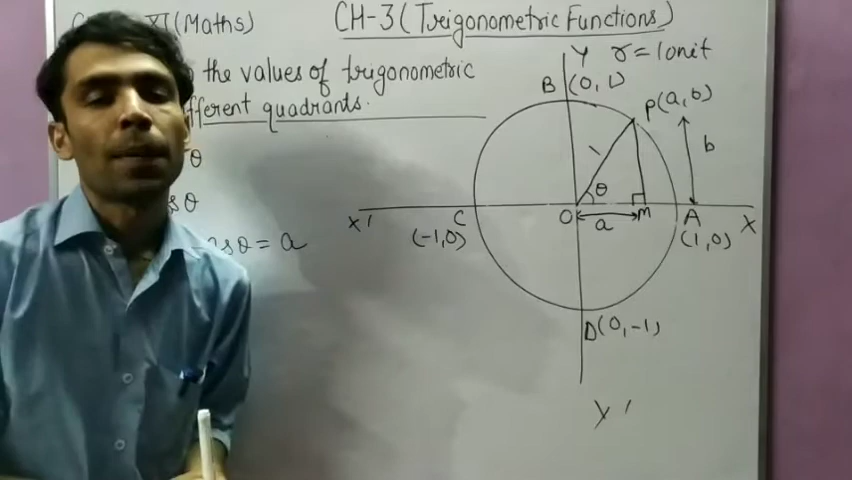 XI (Maths)
CH-3 (Trigonometric Functions)
the values of trigonometric
fferent quadrants.
θ
sθ
osθ = a
Y r = 1 unit
B (0, 1)
P(a, b)
b
1
θ
X' C O M A X
a
(-1,0) (1,0)
D(0,-1)
Y'